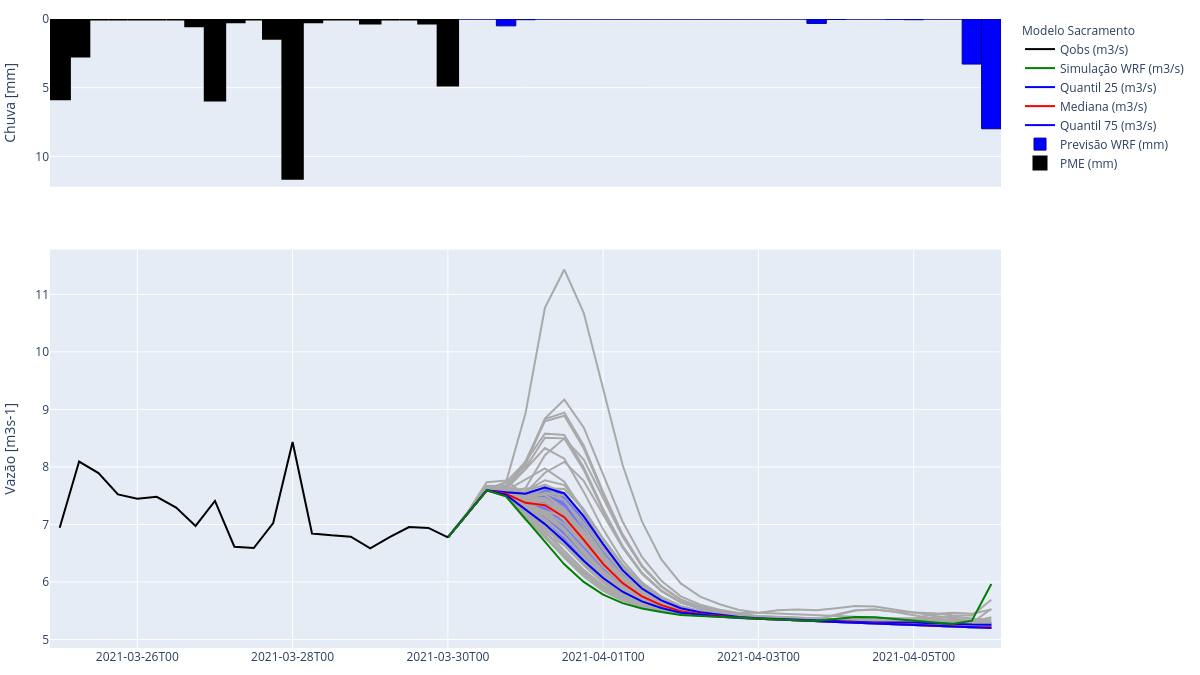 0
5
10
Chuva [mm]
Modelo Sacramento
Qobs (m3/s)
Simulação WRF (m3/s)
Quantil 25 (m3/s)
Mediana (m3/s)
Quantil 75 (m3/s)
Previsão WRF (mm)
PME (mm)
11
10
9
8
7
6
5
Vazão [m3s-1]
2021-03-26T00
2021-03-28T00
2021-03-30T00
2021-04-01T00
2021-04-03T00
2021-04-05T00